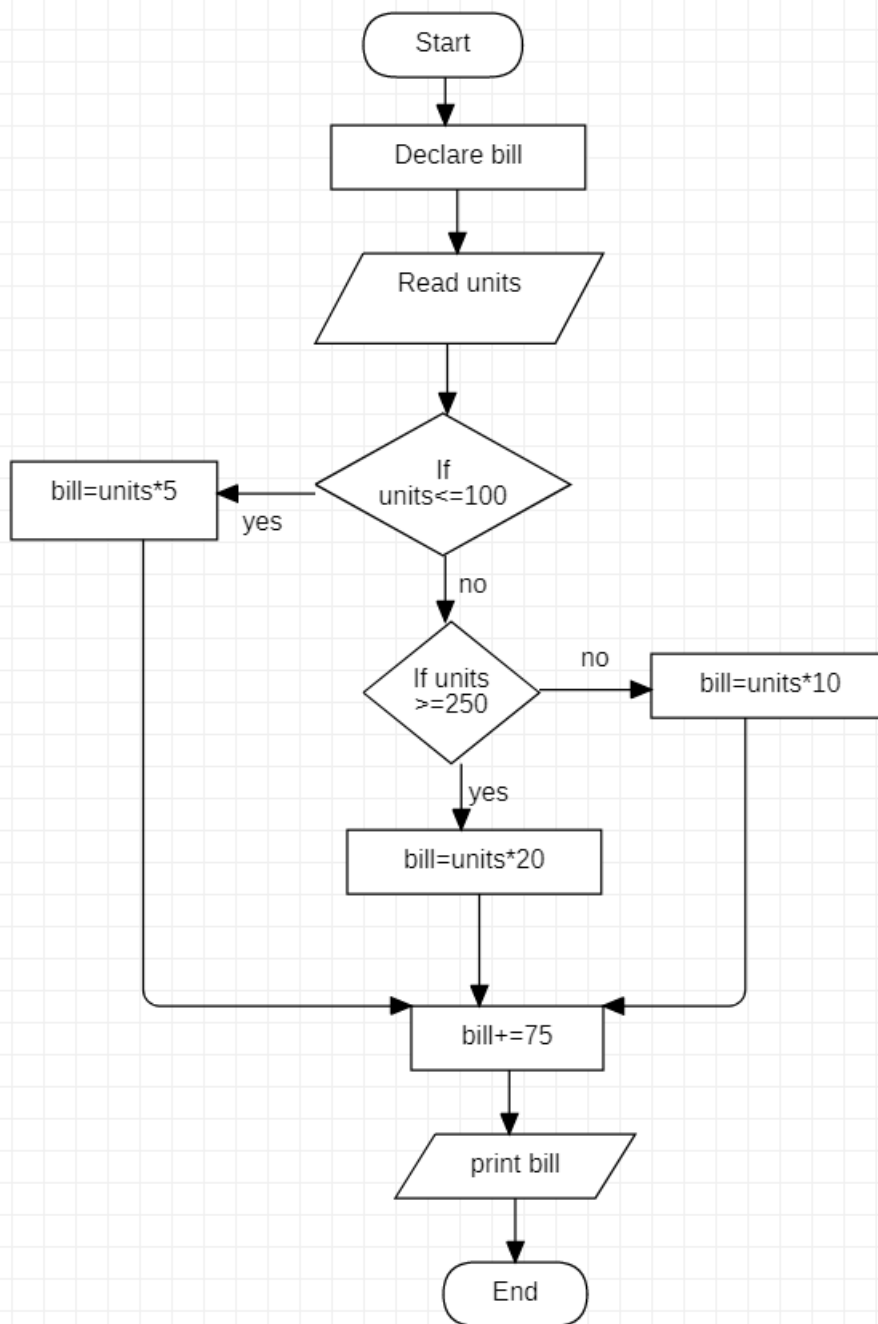 Start
Declare bill
Read units
If
units<=100
bill=units*5
yes
no
If units
>=250
no
bill=units*10
yes
bill=units*20
bill+=75
print bill
End